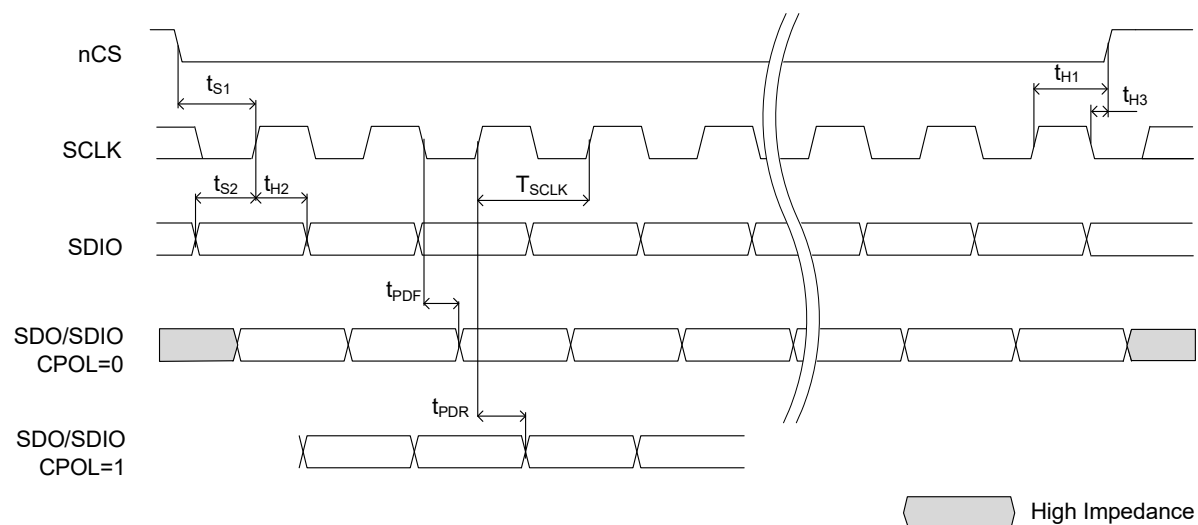 nCS
tS1
tH1
tH3
SCLK
tS2
tH2
TSCLK
SDIO
tPDF
SDO/SDIO
CPOL=0
tPDR
SDO/SDIO
CPOL=1
High Impedance